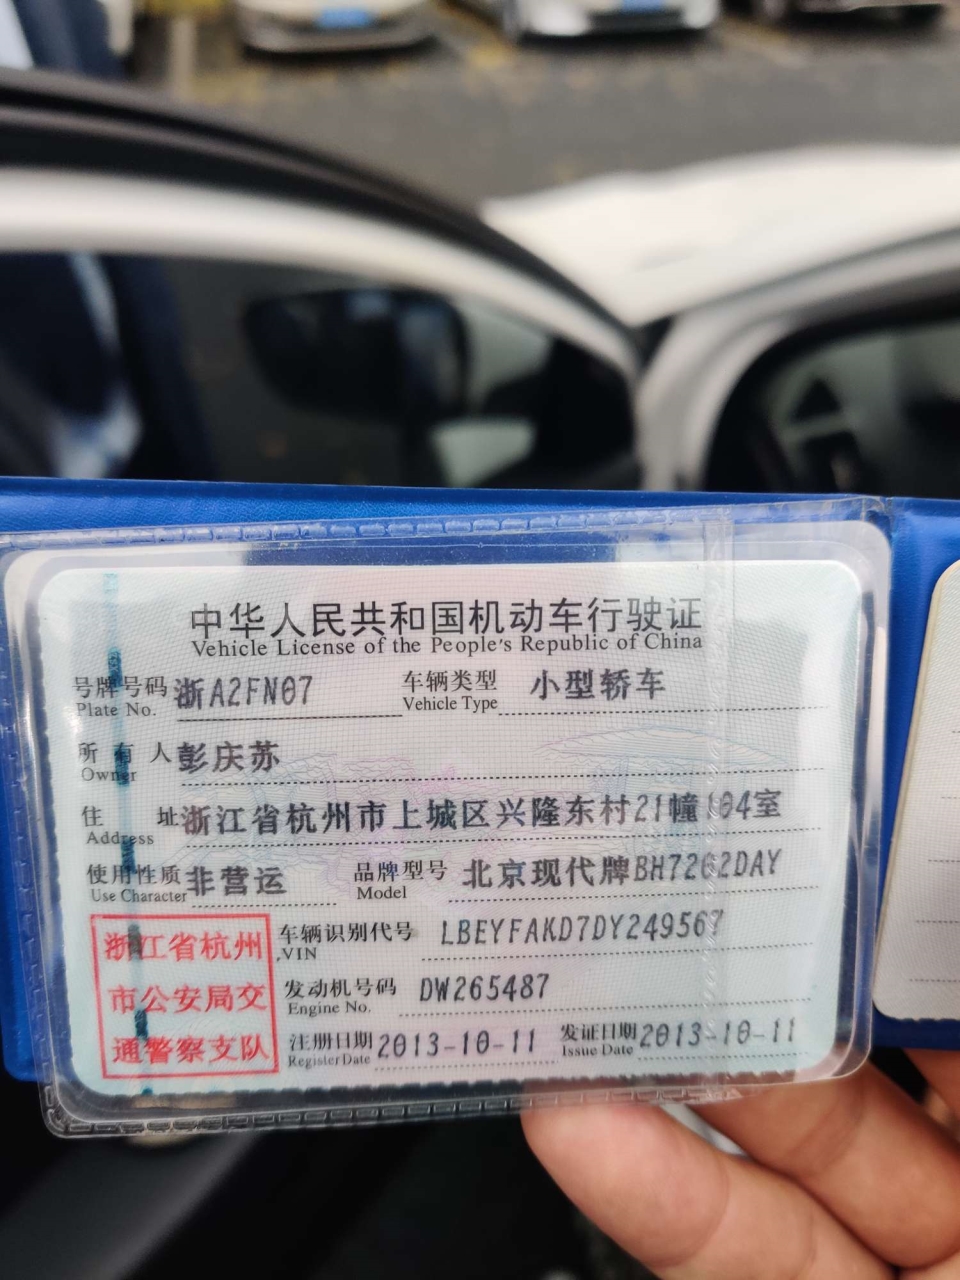 中华人民共和国机动车行驶证
Vehicle License of the People's Republic of China
号牌号码 浙A2FN07 车辆类型 小型轿车
Plate No. Vehicle Type
所有人 彭庆苏
Owner
住址 浙江省杭州市上城区兴隆东村21幢104室
Address
使用性质 非营运 品牌型号 北京现代牌BH7202DAY
Use Character Model
浙江省杭州
市公安局交
通警察支队
车辆识别代号 LBEYFAKD7DY249567
VIN
发动机号码 DW265487
Engine No.
注册日期 2013-10-11 发证日期 2013-10-11
Register Date Issue Date